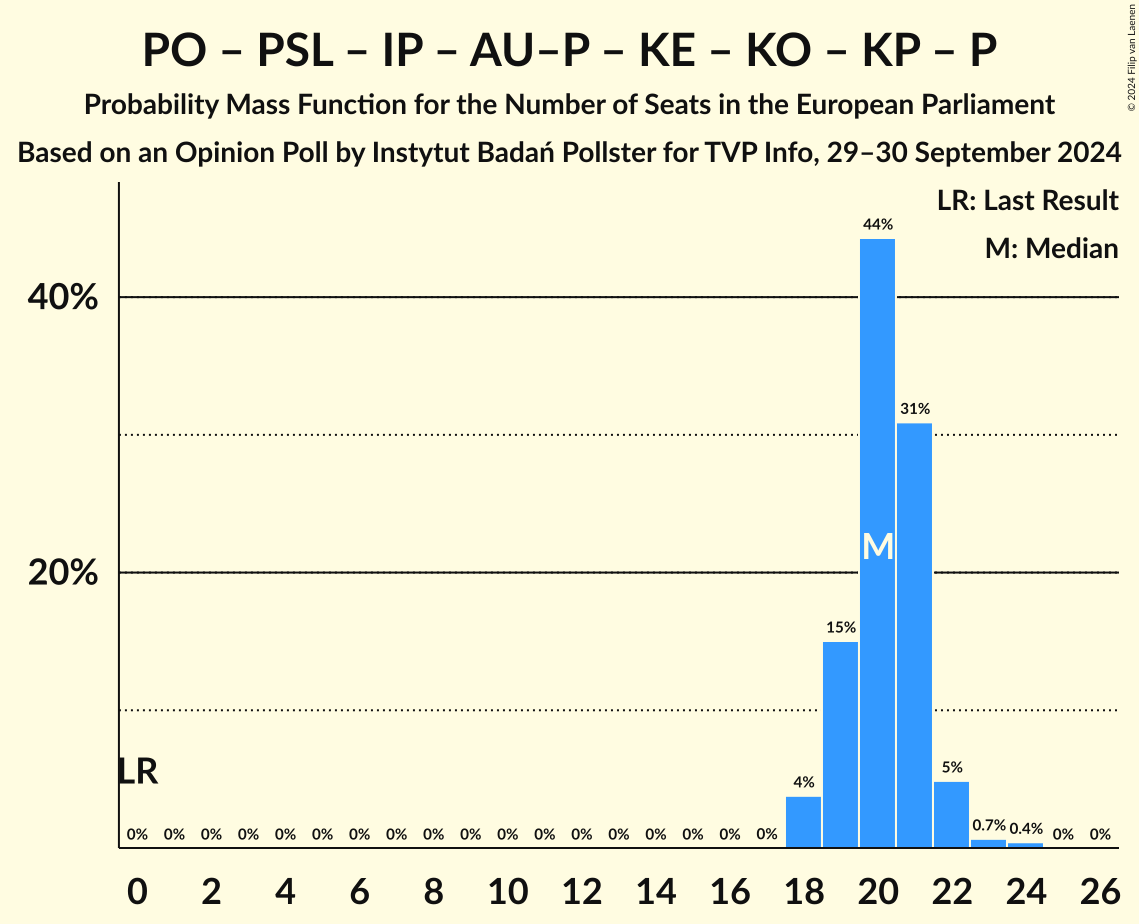 PO – PSL – IP – AU–P – KE – KO – KP – P
Probability Mass Function for the Number of Seats in the European Parliament
Based on an Opinion Poll by Instytut Badań Pollster for TVP Info, 29–30 September 2024
© 2024 Filip van Laenen
LR: Last Result
M: Median
44%
40%
31%
M
20%
15%
LR
4%
5%
0% 0% 0% 0% 0% 0% 0% 0% 0% 0% 0% 0% 0% 0% 0% 0% 0% 0% 0.7% 0.4% 0% 0%
0 2 4 6 8 10 12 14 16 18 20 22 24 26